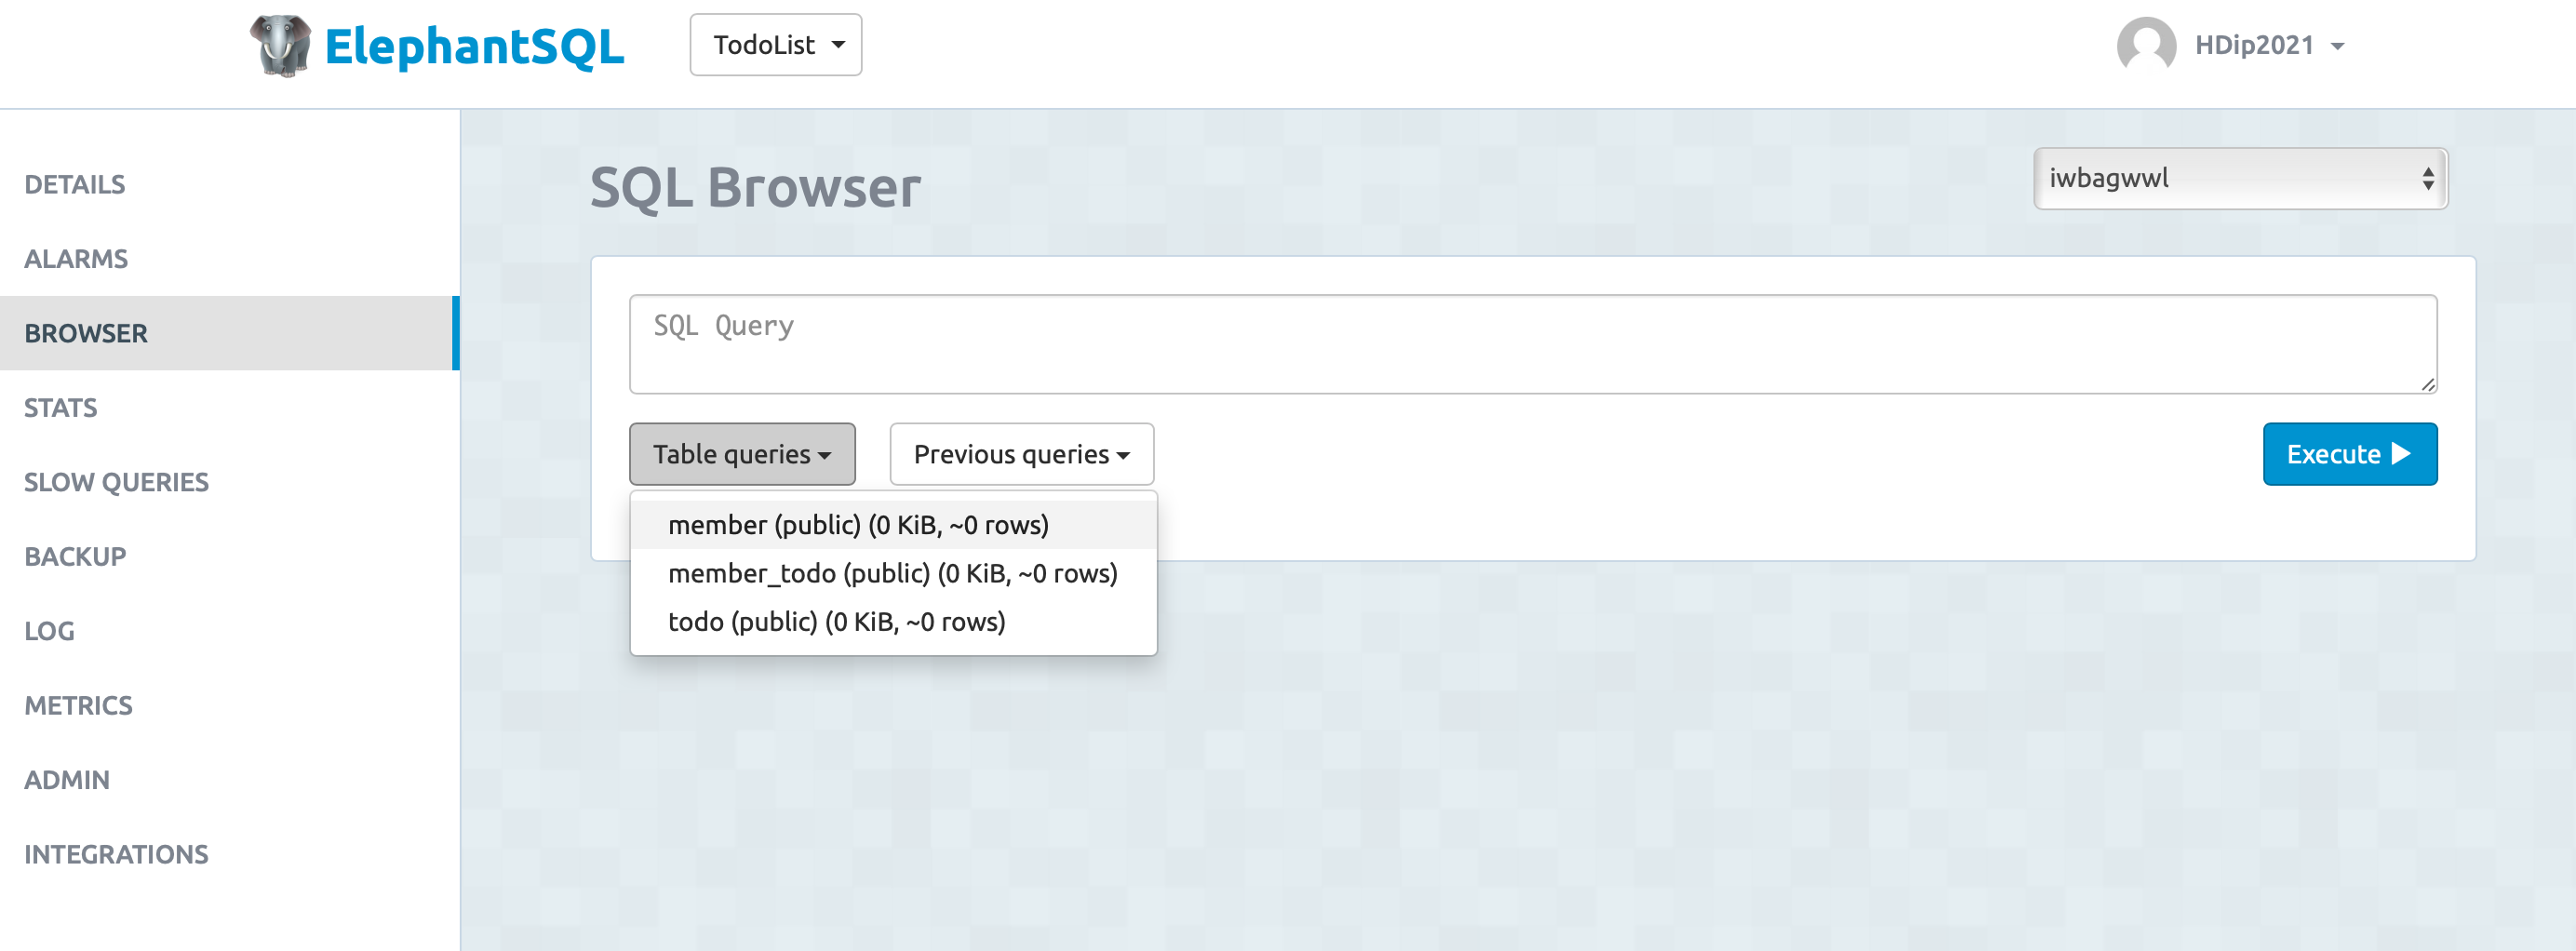 ElephantSQL
TodoList
HDip2021
DETAILS
ALARMS
BROWSER
STATS
SLOW QUERIES
BACKUP
LOG
METRICS
ADMIN
INTEGRATIONS
SQL Browser
iwbagwwl
SQL Query
Table queries
Previous queries
Execute
member (public) (0 KiB, ~0 rows)
member_todo (public) (0 KiB, ~0 rows)
todo (public) (0 KiB, ~0 rows)